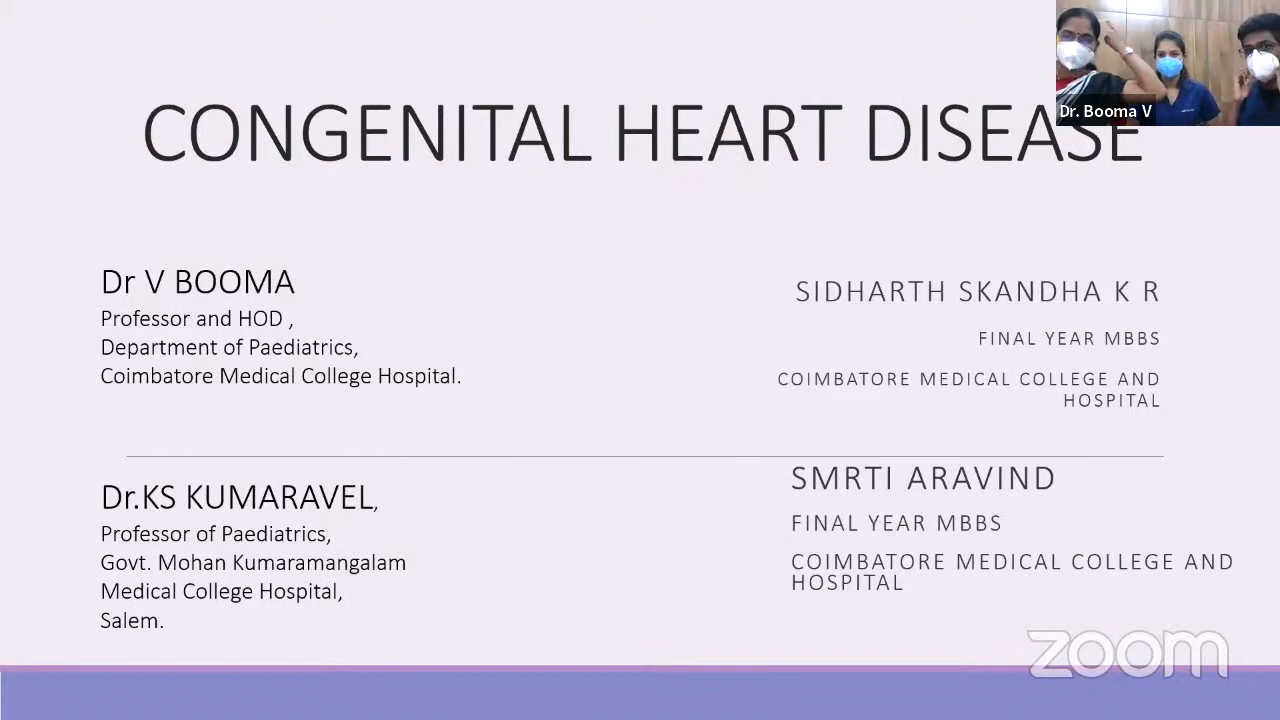 Dr. Booma V
CONGENITAL HEART DISEASE
Dr V BOOMA
Professor and HOD ,
Department of Paediatrics,
Coimbatore Medical College Hospital.
SIDHARTH SKANDHA K R
FINAL YEAR MBBS
COIMBATORE MEDICAL COLLEGE AND
HOSPITAL
Dr.KS KUMARAVEL,
Professor of Paediatrics,
Govt. Mohan Kumaramangalam
Medical College Hospital,
Salem.
SMRTI ARAVIND
FINAL YEAR MBBS
COIMBATORE MEDICAL COLLEGE AND
HOSPITAL
zoom